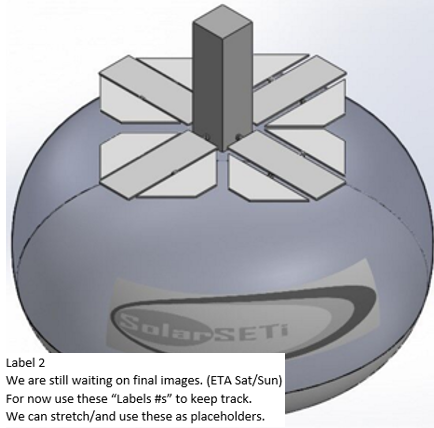 SolarSETi
Label 2
We are still waiting on final images. (ETA Sat/Sun)
For now use these “Labels #s” to keep track.
We can stretch/and use these as placeholders.